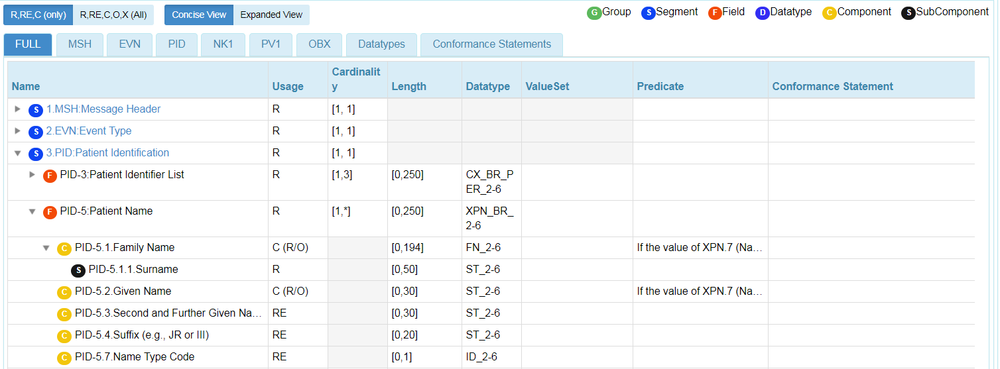 R,RE,C (only) R,RE,C,O,X (All) Concise View Expanded View G Group S Segment F Field D Datatype C Component S SubComponent
FULL MSH EVN PID NK1 PV1 OBX Datatypes Conformance Statements
Name Usage Cardinalit
y Length Datatype ValueSet Predicate Conformance Statement
S 1.MSH:Message Header R [1, 1]
S 2.EVN:Event Type R [1, 1]
S 3.PID:Patient Identification R [1, 1]
F PID-3:Patient Identifier List R [1,3] [0,250] CX_BR_P
ER_2-6
F PID-5:Patient Name R [1,*] [0,250] XPN_BR_
2-6
C PID-5.1.Family Name C (R/O) [0,194] FN_2-6 If the value of XPN.7 (Na...
S PID-5.1.1.Surname R [0,50] ST_2-6
C PID-5.2.Given Name C (R/O) [0,30] ST_2-6 If the value of XPN.7 (Na...
C PID-5.3.Second and Further Given Na... RE [0,30] ST_2-6
C PID-5.4.Suffix (e.g., JR or III) RE [0,20] ST_2-6
C PID-5.7.Name Type Code RE [0,1] ID_2-6